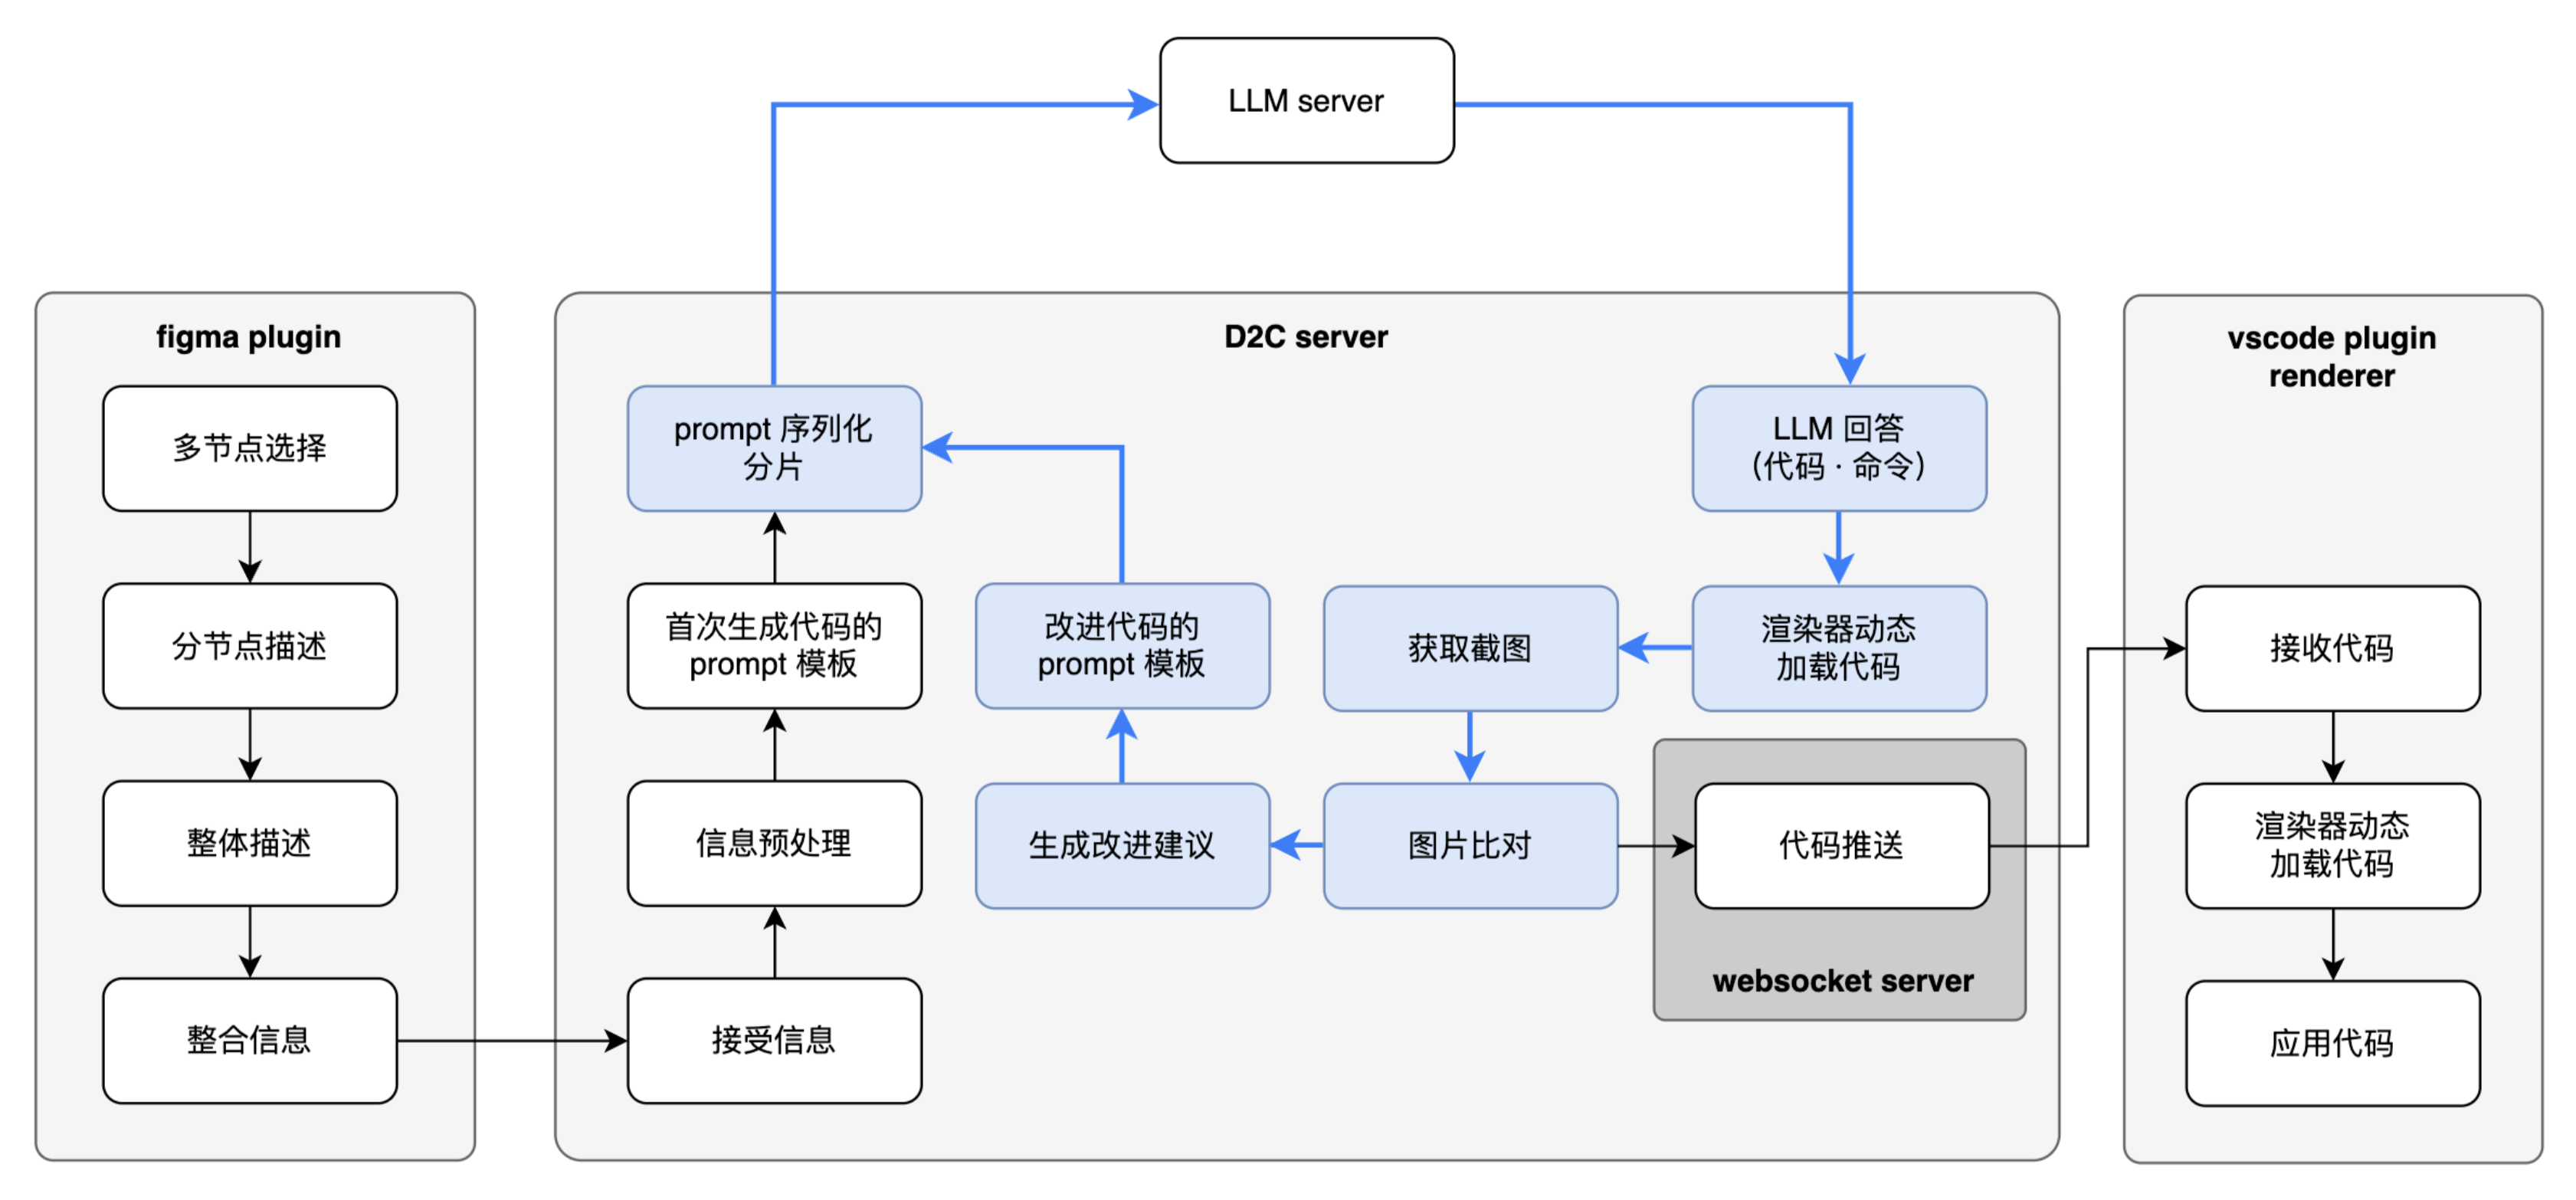 LLM server
figma plugin
多节点选择
分节点描述
整体描述
整合信息
D2C server
prompt 序列化
分片
首次生成代码的
prompt 模板
信息预处理
接受信息
改进代码的
prompt 模板
生成改进建议
获取截图
图片比对
LLM 回答
(代码 · 命令)
渲染器动态
加载代码
代码推送
websocket server
vscode plugin
renderer
接收代码
渲染器动态
加载代码
应用代码